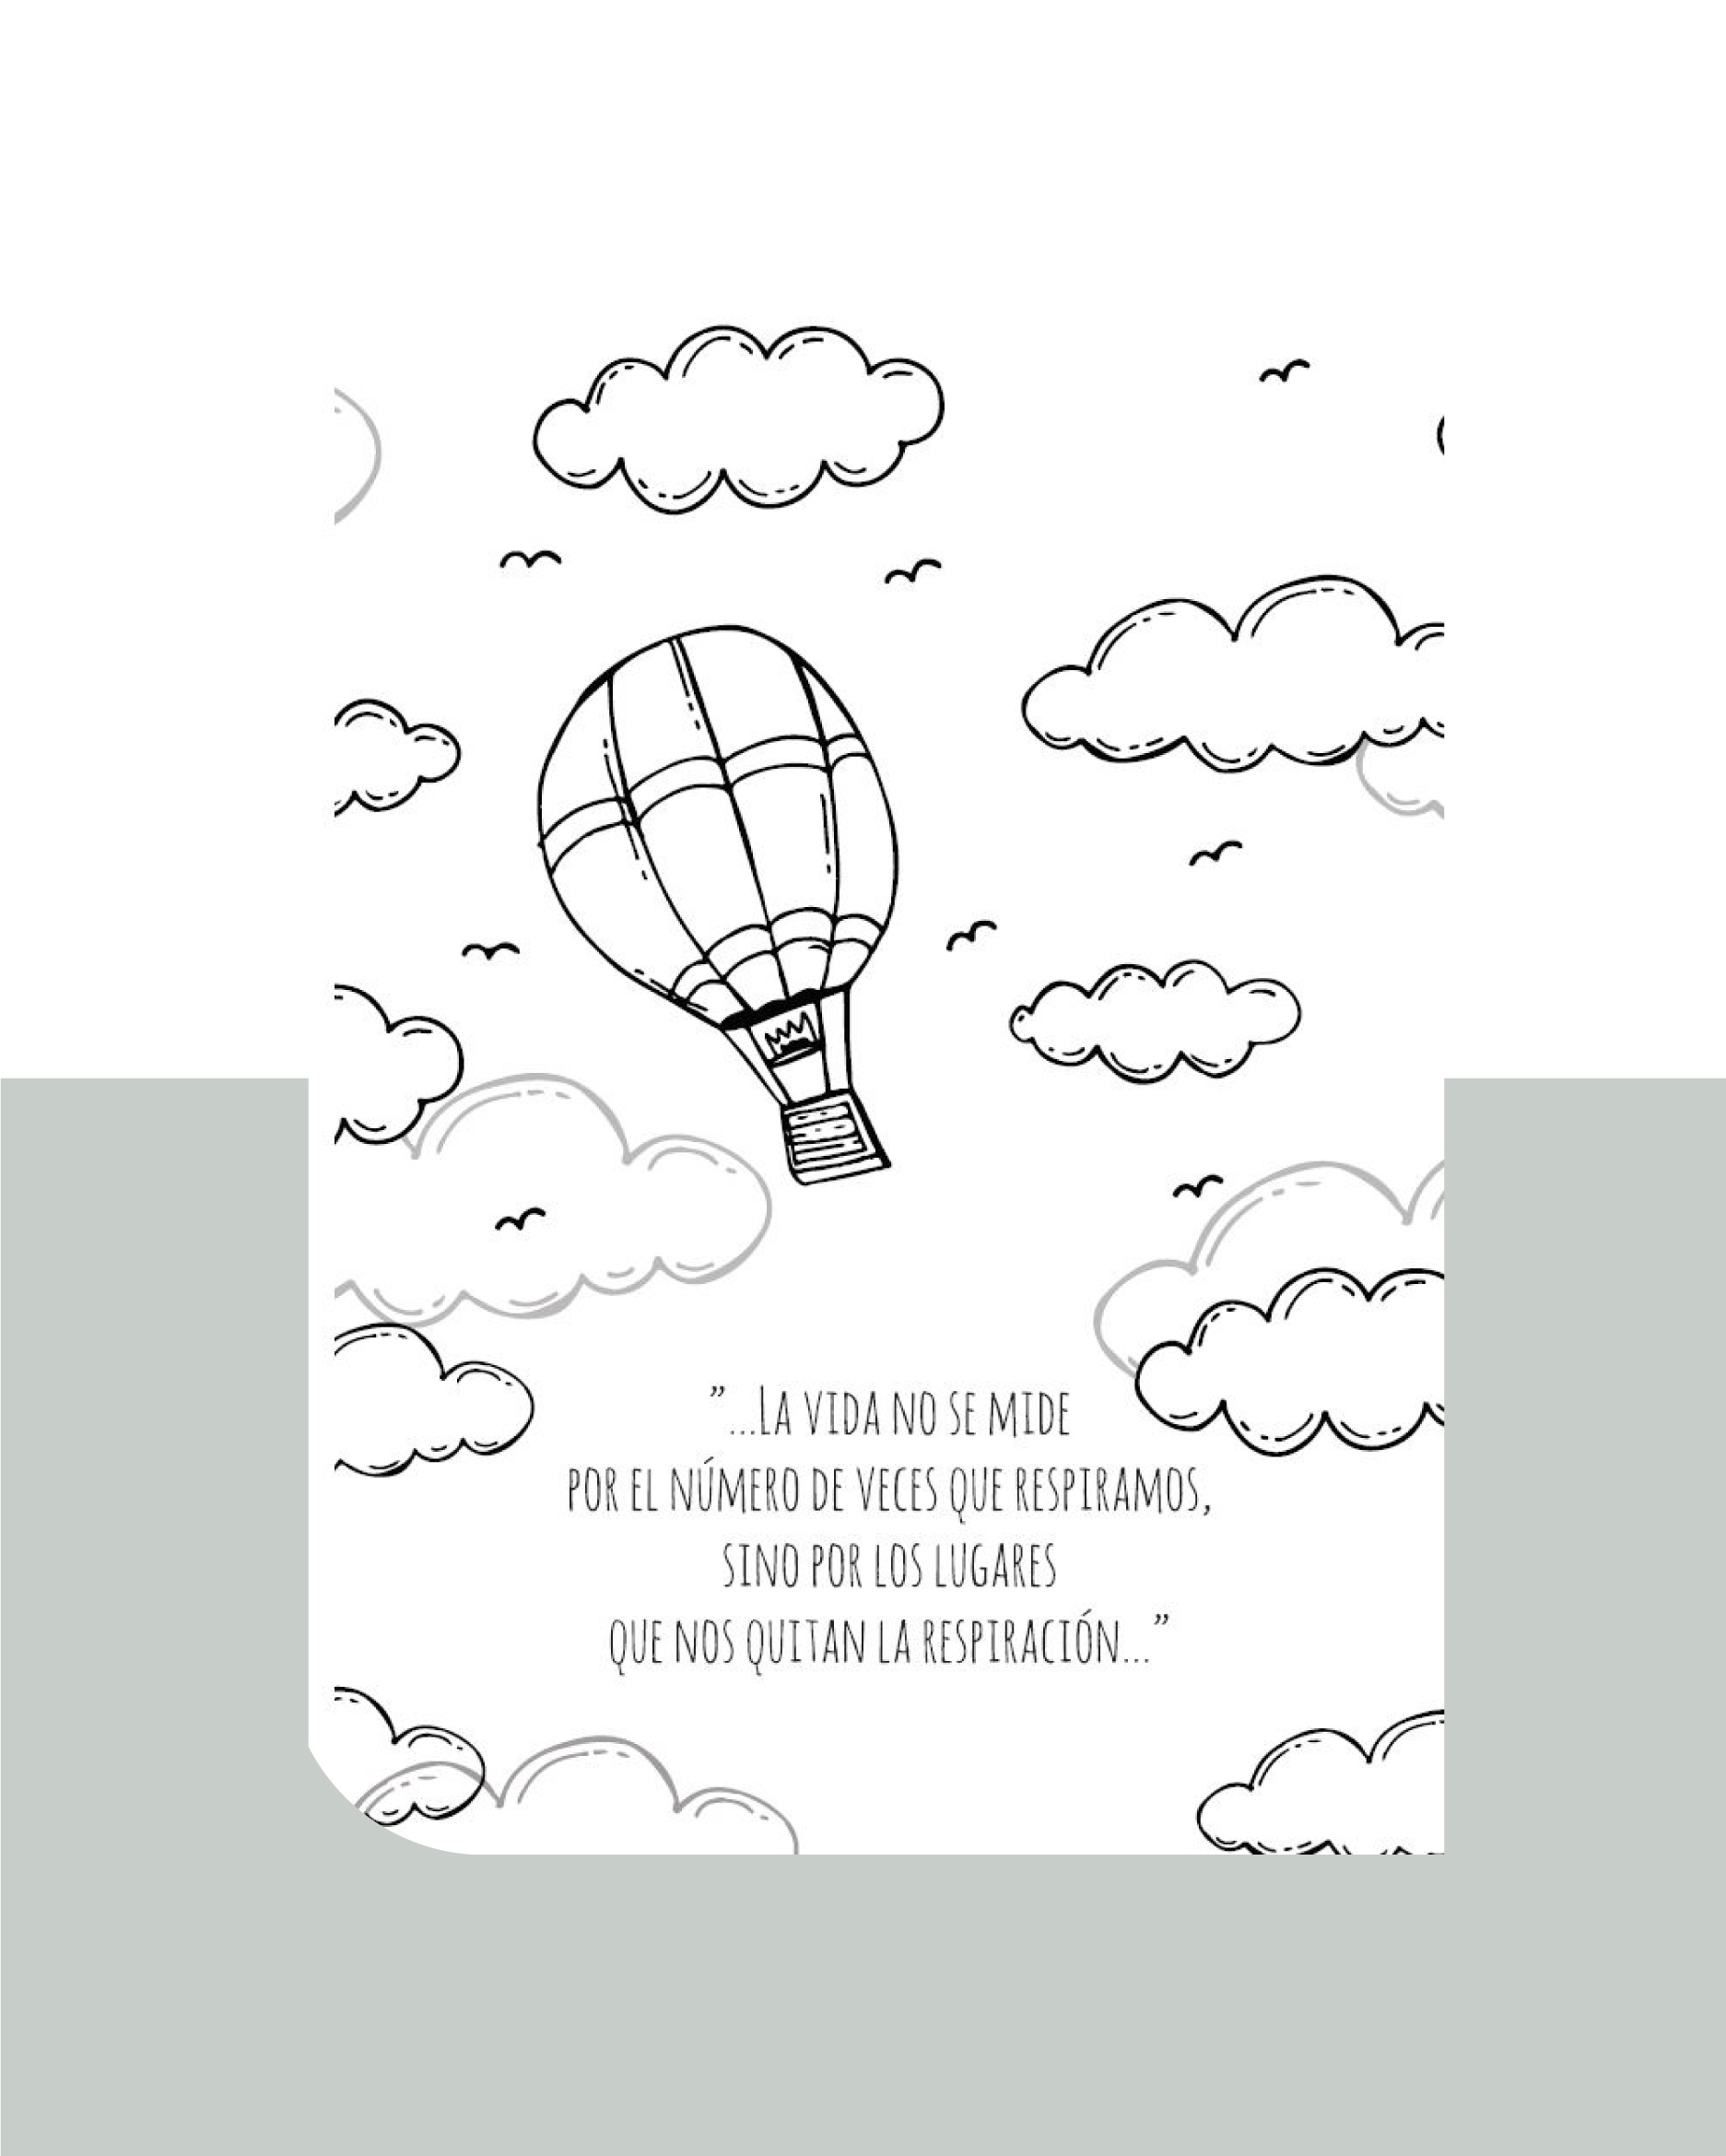 ”...La vida no se mide
por el número de veces que respiramos,
sino por los lugares
que nos quitan la respiración...”